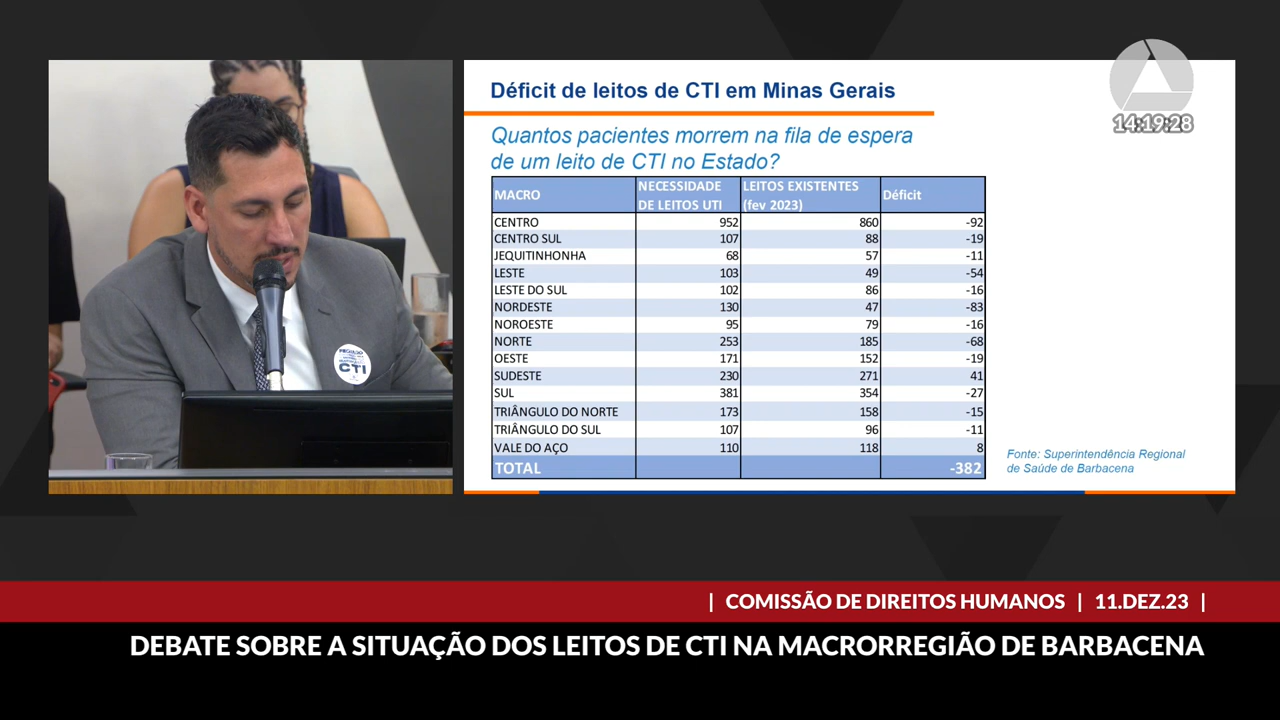 Déficit de leitos de CTI em Minas Gerais
14:19:28
Quantos pacientes morrem na fila de espera
de um leito de CTI no Estado?
MACRO NECESSIDADE DE LEITOS UTI LEITOS EXISTENTES (fev 2023) Déficit
CENTRO 952 860 -92
CENTRO SUL 107 88 -19
JEQUITINHONHA 68 57 -11
LESTE 103 49 -54
LESTE DO SUL 102 86 -16
NORDESTE 130 47 -83
NOROESTE 95 79 -16
NORTE 253 185 -68
OESTE 171 152 -19
SUDESTE 230 271 41
SUL 381 354 -27
TRIÂNGULO DO NORTE 173 158 -15
TRIÂNGULO DO SUL 107 96 -11
VALE DO AÇO 110 118 8
TOTAL -382
Fonte: Superintendência Regional
de Saúde de Barbacena
CTI
| COMISSÃO DE DIREITOS HUMANOS | 11.DEZ.23 |
DEBATE SOBRE A SITUAÇÃO DOS LEITOS DE CTI NA MACRORREGIÃO DE BARBACENA